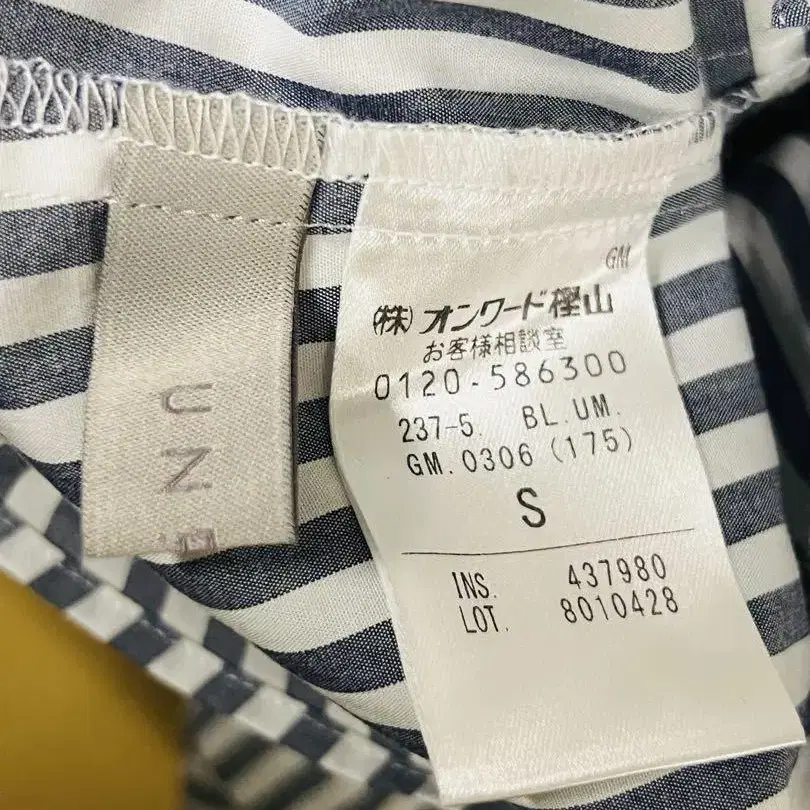 UNF
GM
(株)オンワード樫山
お客様相談室
0120-586300
237-5. BL.UM.
GM.0306(175)
S
INS. 437980
LOT. 8010428